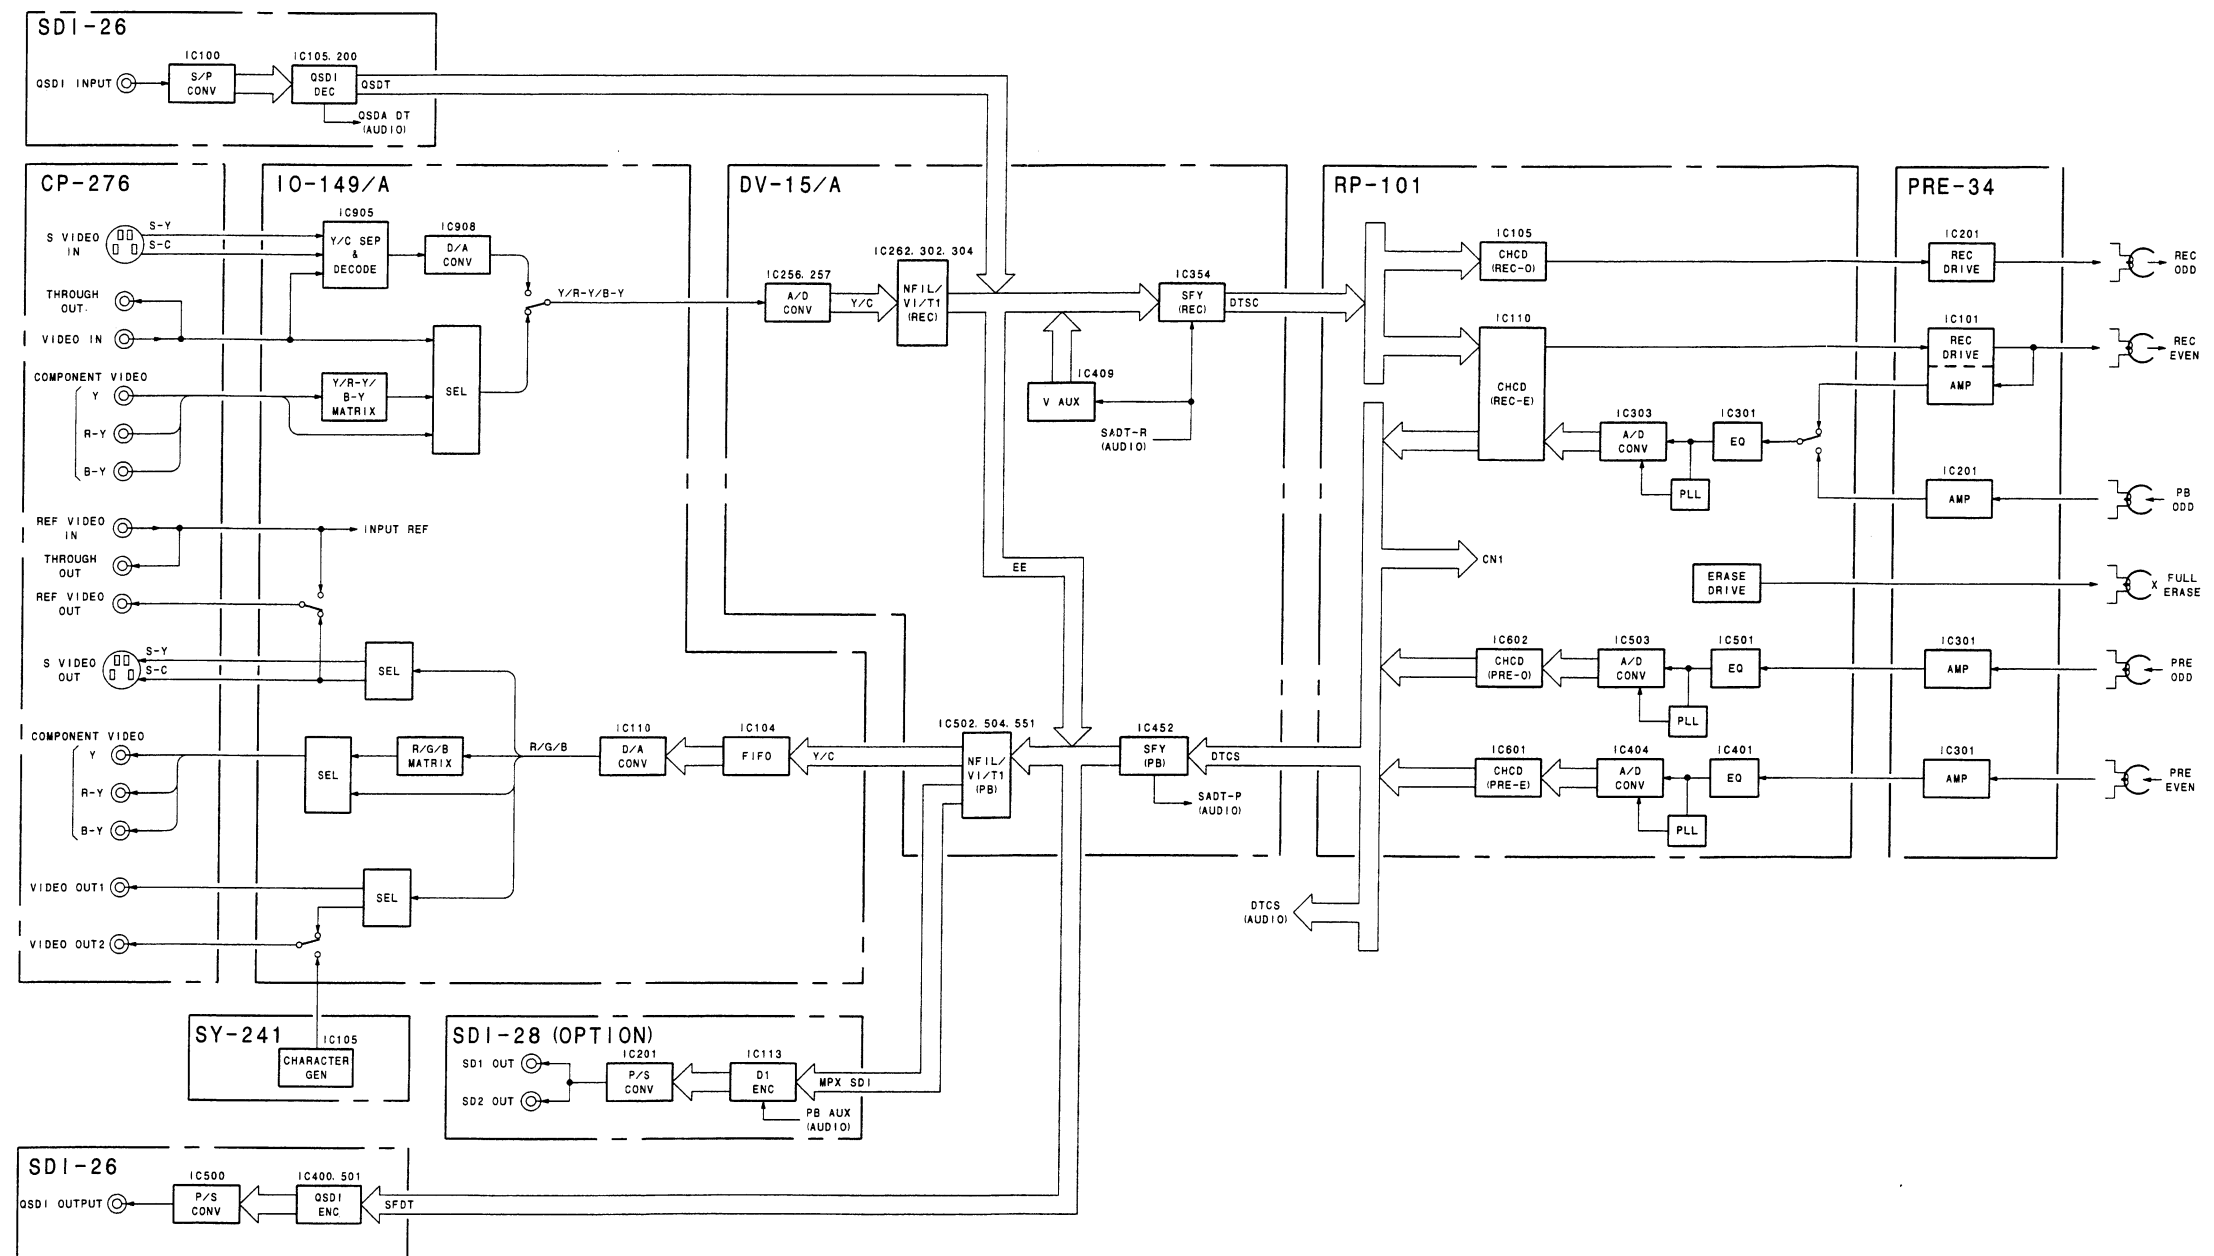 SDI-26
IC100
S/P
CONV
IC105, 200
QSDI
DEC
QSDI INPUT
QSDT
QSDA DT
(AUDIO)
CP-276
S VIDEO
IN
S-Y
S-C
THROUGH
OUT.
VIDEO IN
COMPONENT VIDEO
Y
R-Y
B-Y
REF VIDEO
IN
THROUGH
OUT
REF VIDEO
OUT
S VIDEO
OUT
S-Y
S-C
COMPONENT VIDEO
Y
R-Y
B-Y
VIDEO OUT1
VIDEO OUT2
IO-149/A
IC905
Y/C SEP
&
DECODE
IC908
D/A
CONV
Y/R-Y/B-Y
SEL
Y/R-Y/
B-Y
MATRIX
INPUT REF
SEL
R/G/B
IC110
D/A
CONV
IC104
FIFO
Y/C
R/G/B
MATRIX
SEL
SEL
DV-15/A
IC256, 257
A/D
CONV
Y/C
IC262, 302, 304
NFIL/
VI/T1
(REC)
IC354
SFY
(REC)
DTSC
IC409
V AUX
SADT-R
(AUDIO)
EE
IC502, 504, 551
NFIL/
VI/T1
(PB)
IC452
SFY
(PB)
DTCS
SADT-P
(AUDIO)
RP-101
IC105
CHCD
(REC-O)
IC110
CHCD
(REC-E)
IC303
A/D
CONV
IC301
EQ
PLL
CN1
ERASE
DRIVE
IC602
CHCD
(PRE-O)
IC503
A/D
CONV
IC501
EQ
PLL
IC601
CHCD
(PRE-E)
IC404
A/D
CONV
IC401
EQ
PLL
DTCS
(AUDIO)
PRE-34
IC201
REC
DRIVE
REC
ODD
IC101
REC
DRIVE
AMP
REC
EVEN
IC201
AMP
PB
ODD
X FULL
ERASE
IC301
AMP
PRE
ODD
IC301
AMP
PRE
EVEN
SY-241
IC105
CHARACTER
GEN
SDI-28 (OPTION)
SD1 OUT
SD2 OUT
IC201
P/S
CONV
IC113
D1
ENC
MPX SDI
PB AUX
(AUDIO)
SDI-26
QSDI OUTPUT
IC500
P/S
CONV
IC400, 501
QSDI
ENC
SFDT